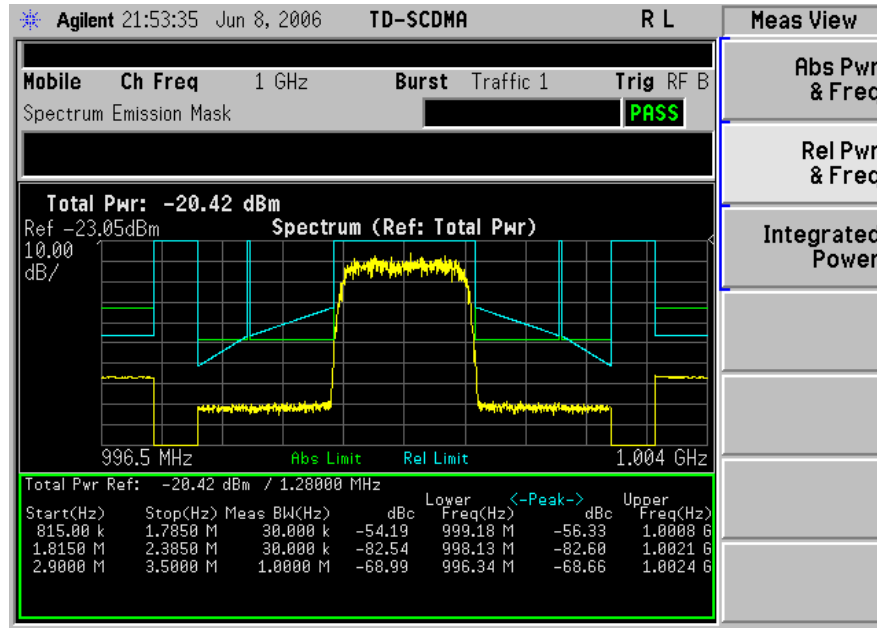 Agilent 21:53:35 Jun 8, 2006 TD-SCDMA R L Meas View
Mobile Ch Freq 1 GHz Burst Traffic 1 Trig RF B
Spectrum Emission Mask PASS
Abs Pwr
& Freq
Rel Pwr
& Freq
Integrated
Power
Total Pwr: -20.42 dBm
Ref -23.05dBm Spectrum (Ref: Total Pwr)
10.00
dB/
996.5 MHz Abs Limit Rel Limit 1.004 GHz
Total Pwr Ref: -20.42 dBm / 1.28000 MHz
Lower <-Peak-> Upper
Start(Hz) Stop(Hz) Meas BW(Hz) dBc Freq(Hz) dBc Freq(Hz)
815.00 k 1.7850 M 30.000 k -54.19 999.18 M -56.33 1.0008 G
1.8150 M 2.3850 M 30.000 k -82.54 998.13 M -82.60 1.0021 G
2.9000 M 3.5000 M 1.0000 M -68.99 996.34 M -68.66 1.0024 G